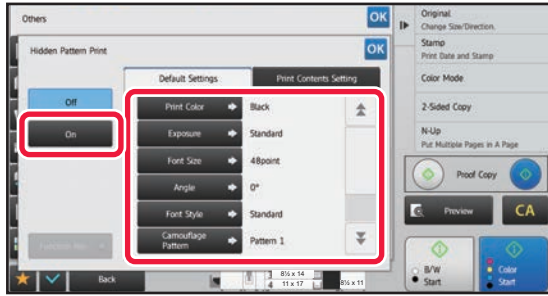 Others
OK
Hidden Pattern Print
OK
Default Settings
Print Contents Setting
Off
On
Print Color
Black
Exposure
Standard
Font Size
48point
Angle
0°
Font Style
Standard
Camouflage
Pattern
Pattern 1
Back
8½ x 14
4 11 x 17
8½ x 11
Original
Change Size/Direction.
Stamp
Print Date and Stamp
Color Mode
2-Sided Copy
N-Up
Put Multiple Pages in A Page
Proof Copy
Preview
CA
B/W
Start
Color
Start